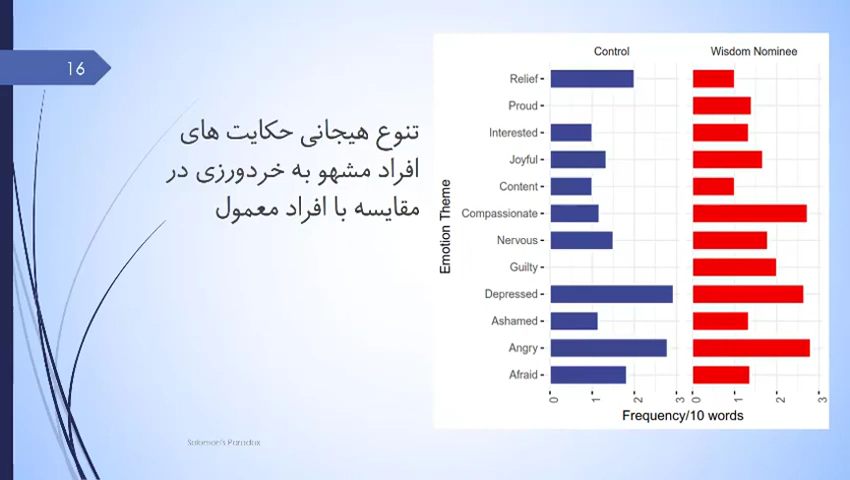 16
تنوع هیجانی حکایت های
افراد مشهو به خردورزی در
مقایسه با افراد معمول
Control
Wisdom Nominee
Emotion Theme
Relief
Proud
Interested
Joyful
Content
Compassionate
Nervous
Guilty
Depressed
Ashamed
Angry
Afraid
0 1 2 3 0 1 2 3
Frequency/10 words
Solomon's Paradox